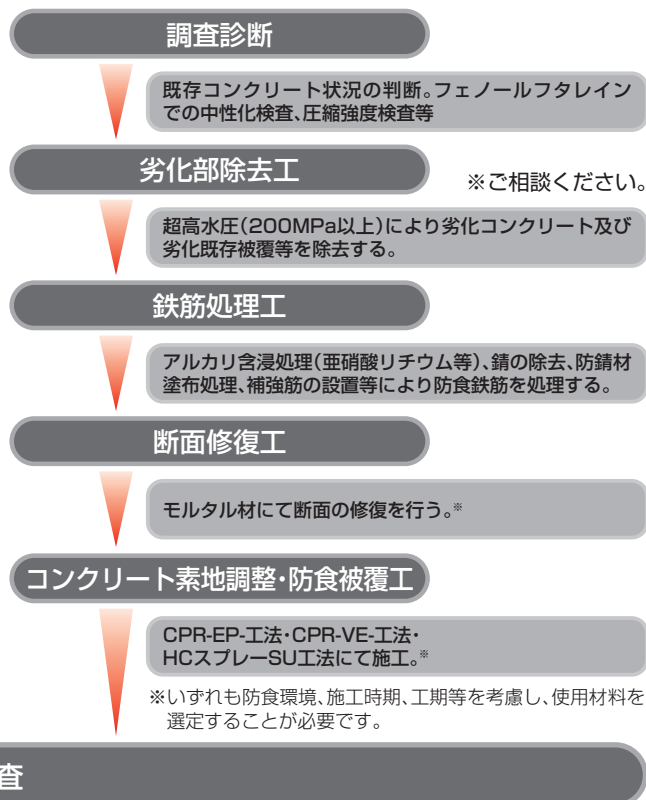 調査診断
既存コンクリート状況の判断。フェノールフタレイン
での中性化検査、圧縮強度検査等
劣化部除去工
※ご相談ください。
超高水圧（200MPa以上）により劣化コンクリート及び
劣化既存被覆等を除去する。
鉄筋処理工
アルカリ含浸処理（亜硝酸リチウム等）、錆の除去、防錆材
塗布処理、補強筋の設置等により防食鉄筋を処理する。
断面修復工
モルタル材にて断面の修復を行う。※
コンクリート素地調整・防食被覆工
CPR-EP-工法・CPR-VE-工法・
HCスプレーSU工法にて施工。※
※いずれも防食環境、施工時期、工期等を考慮し、使用材料を
選定することが必要です。
査